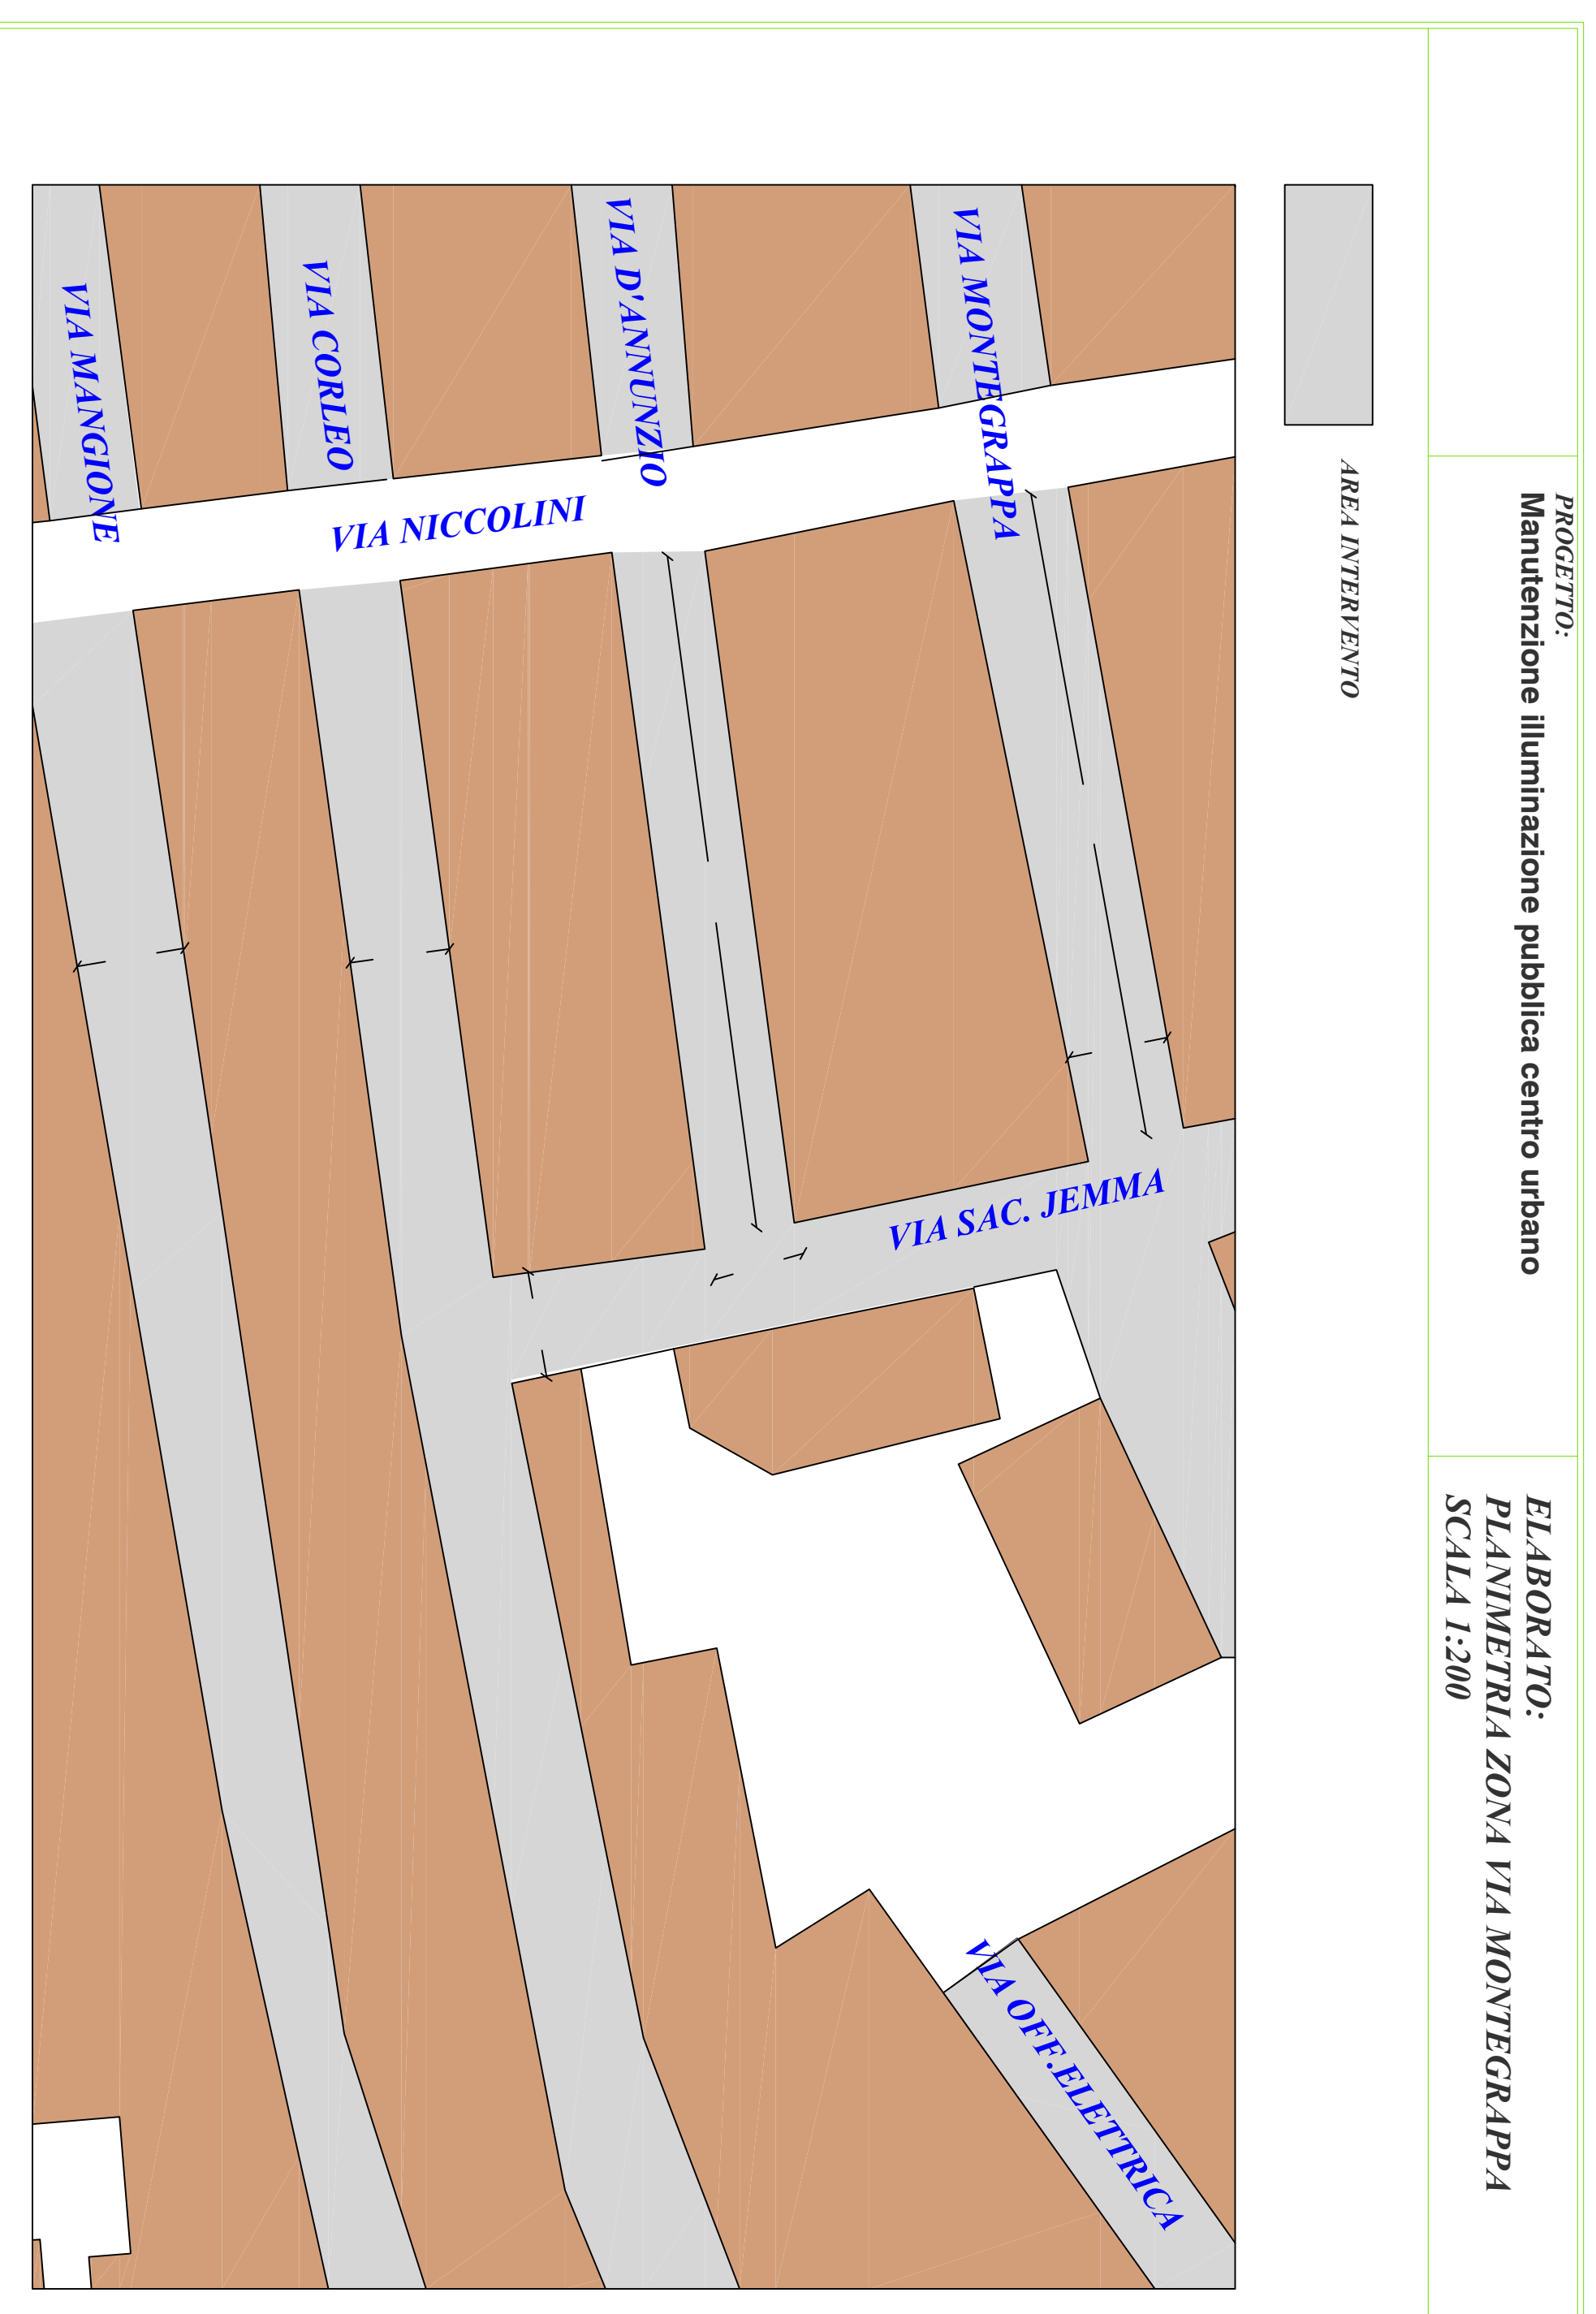 PROGETTO:
Manutenzione illuminazione pubblica centro urbano
ELABORATO:
PLANIMETRIA ZONA VIA MONTEGRAPPA
SCALA 1:200
AREA INTERVENTO
VIA MONTEGRAPPA
VIA D'ANNUNZIO
VIA CORLEO
VIA MANGIONE
VIA NICCOLINI
VIA SAC. JEMMA
VIA OFF.ELETTRICA